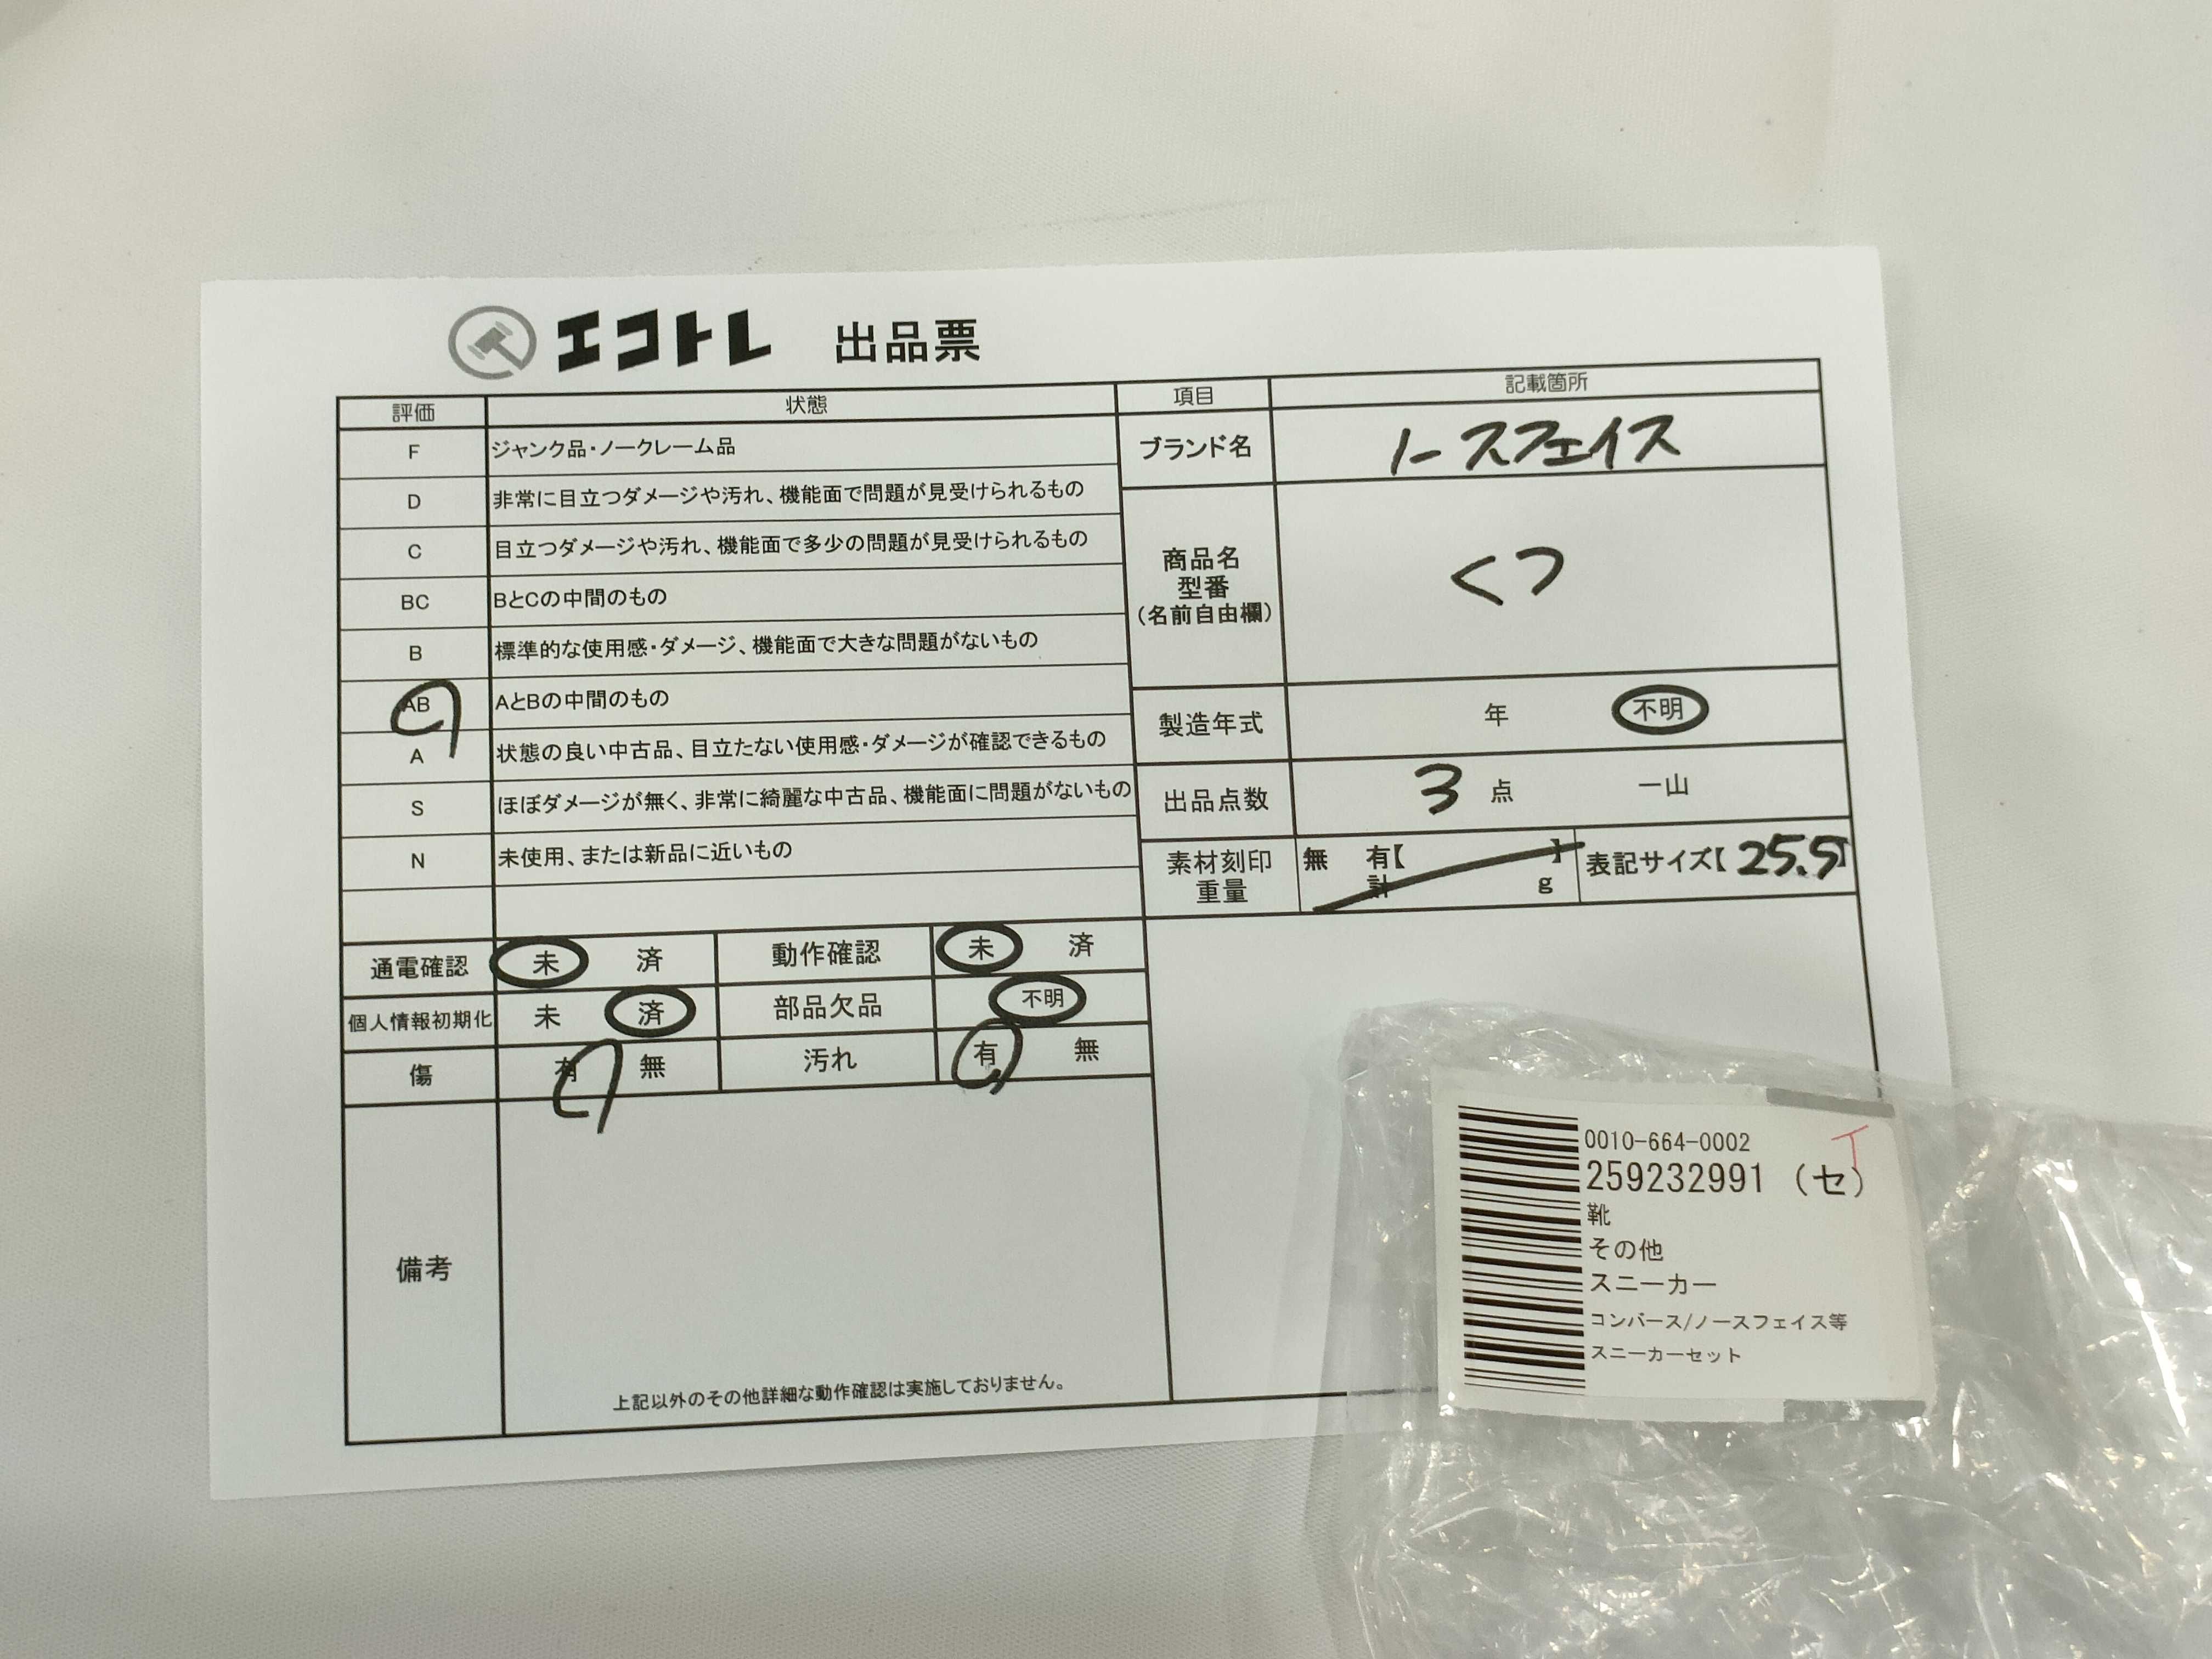 エコトレ 出品票
評価 状態 項目 記載箇所
F ジャンク品・ノークレーム品
D 非常に目立つダメージや汚れ、機能面で問題が見受けられるもの
C 目立つダメージや汚れ、機能面で多少の問題が見受けられるもの
BC BとCの中間のもの
B 標準的な使用感・ダメージ、機能面で大きな問題がないもの
AB AとBの中間のもの
A 状態の良い中古品、目立たない使用感・ダメージが確認できるもの
S ほぼダメージが無く、非常に綺麗な中古品、機能面に問題がないもの
N 未使用、または新品に近いもの
ブランド名 ノースフェイス
商品名
型番
(名前自由欄)
くつ
製造年式 年 不明
出品点数 3 点 一山
素材刻印 無 有【 】 表記サイズ【 25.5】
重量 計 g
通電確認 未 済 動作確認 未 済
個人情報初期化 未 済 部品欠品 不明
傷 有 無 汚れ 有 無
備考
上記以外のその他詳細な動作確認は実施しておりません。
0010-664-0002
259232991 (セ)
靴
その他
スニーカー
コンバース/ノースフェイス等
スニーカーセット